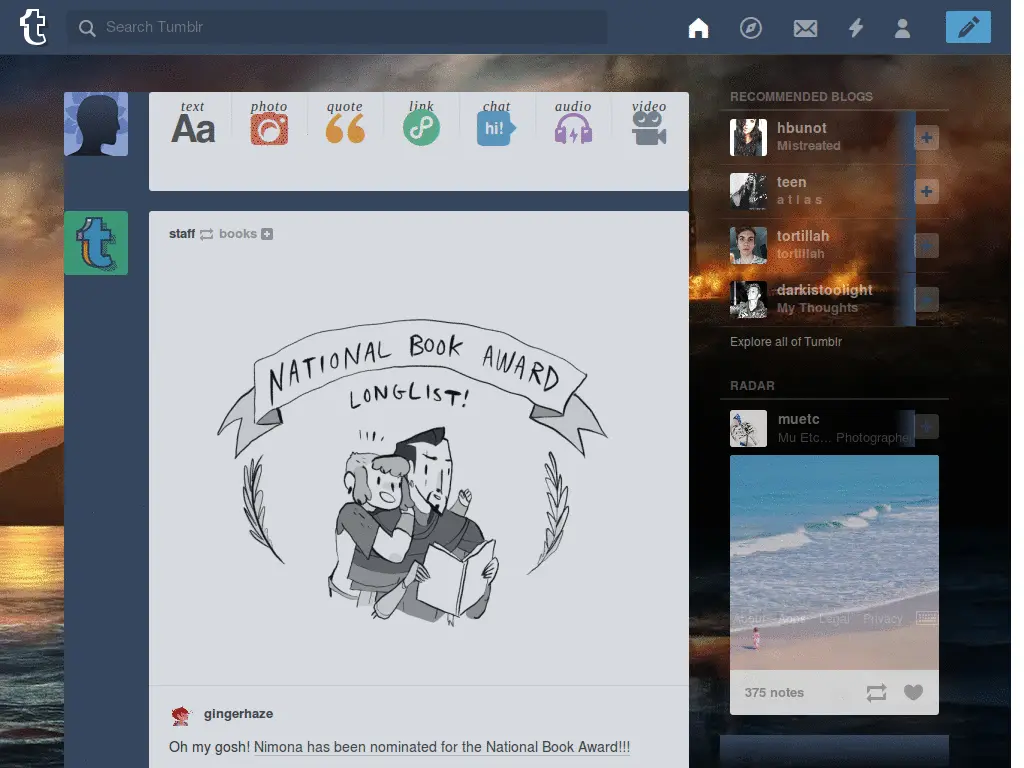 Search Tumblr
text photo quote link chat audio video
Aa hi!
staff books
NATIONAL BOOK AWARD
LONGLIST!
gingerhaze
Oh my gosh! Nimona has been nominated for the National Book Award!!!
RECOMMENDED BLOGS
hbunot
Mistreated
teen
a t l a s
tortillah
tortillah
darkistoolight
My Thoughts
Explore all of Tumblr
RADAR
muetc
Mu Etc... Photographer
About Apps Legal Privacy
375 notes